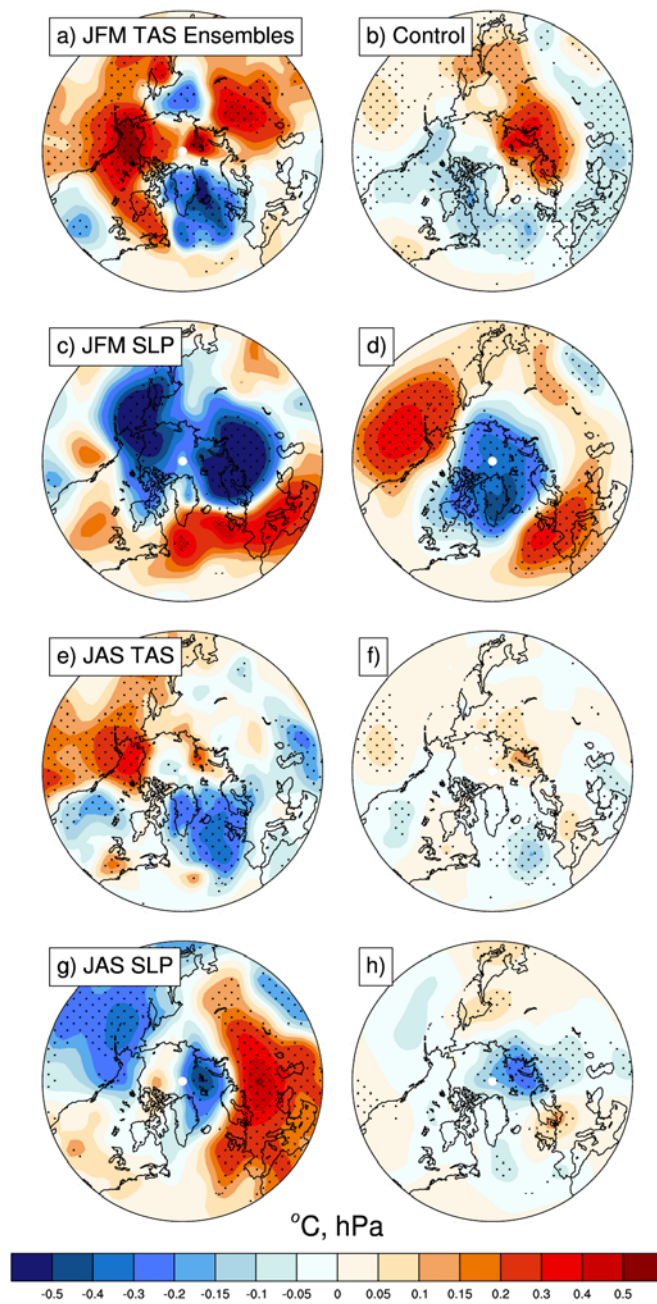 a) JFM TAS Ensembles
b) Control
c) JFM SLP
d)
e) JAS TAS
f)
g) JAS SLP
h)
°C, hPa
-0.5 -0.4 -0.3 -0.2 -0.15 -0.1 -0.05 0 0.05 0.1 0.15 0.2 0.3 0.4 0.5